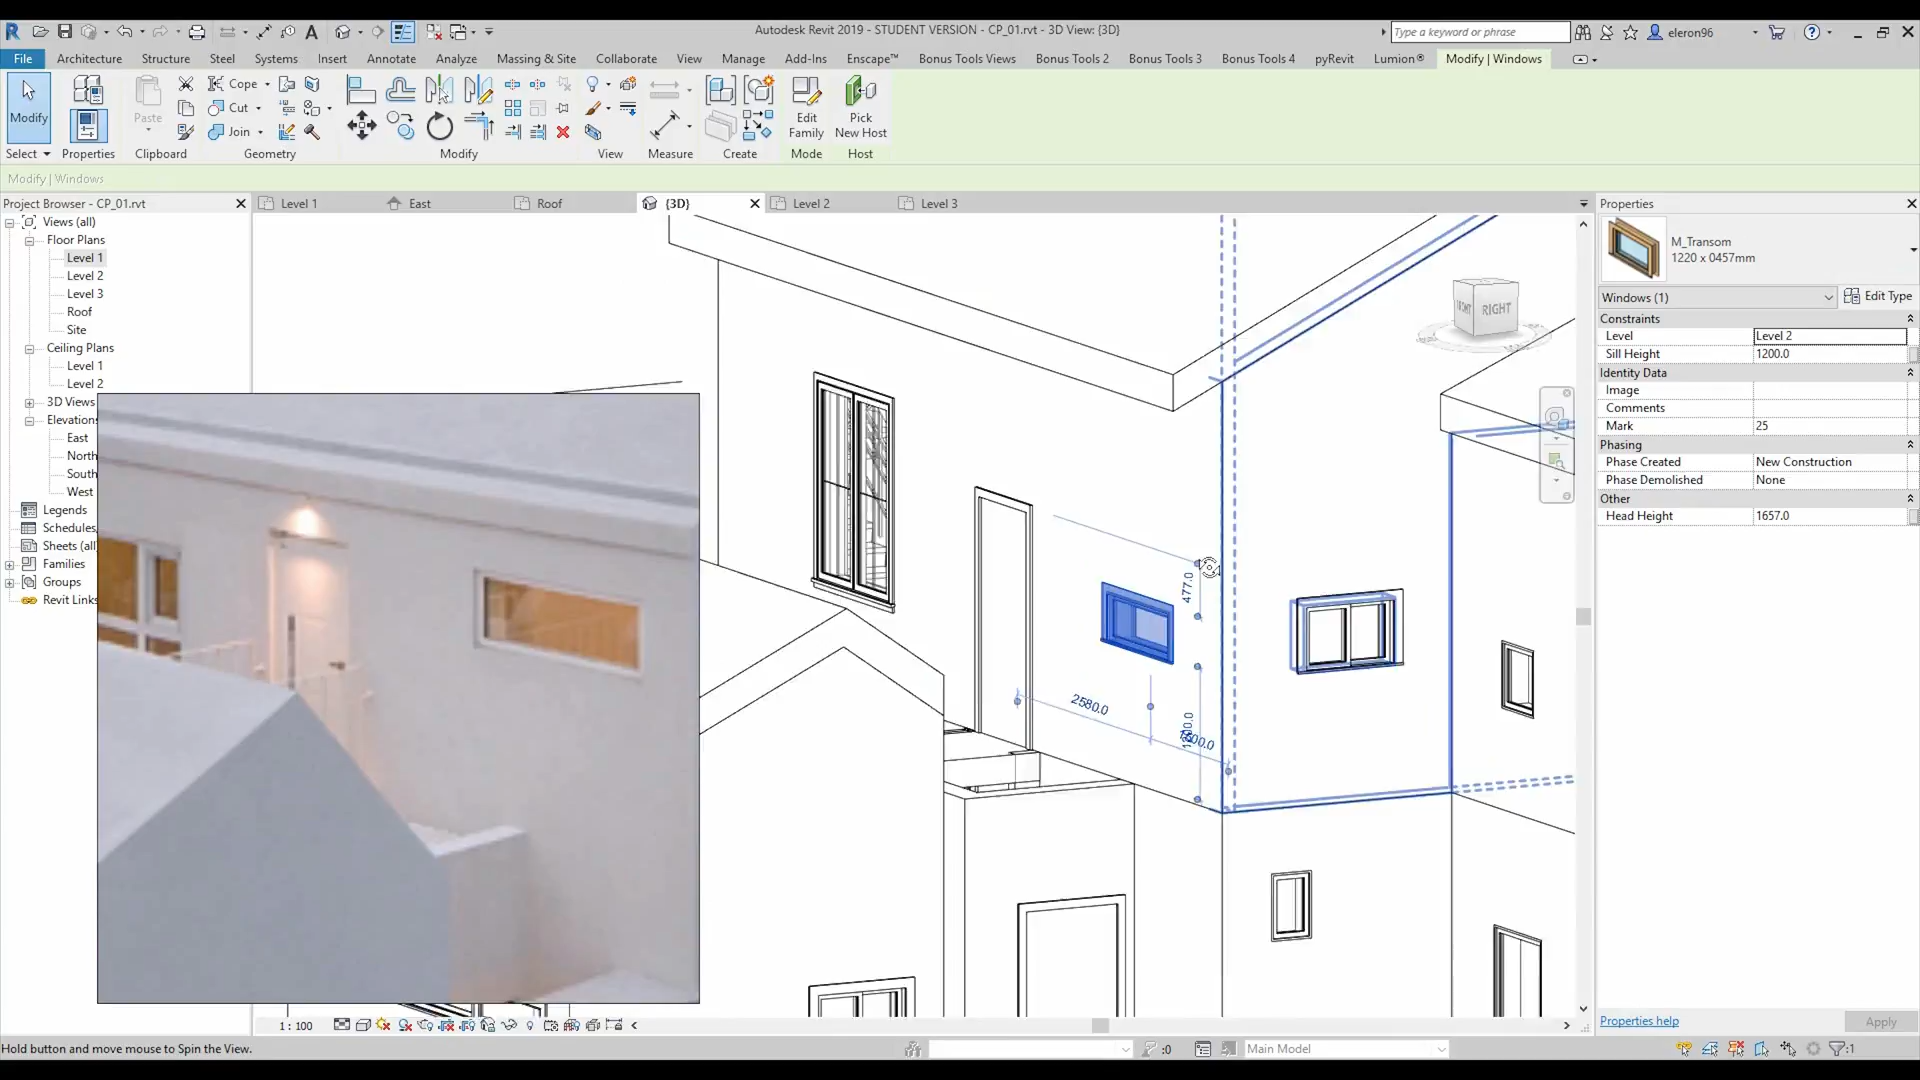 Autodesk Revit 2019 - STUDENT VERSION - CP_01.rvt - 3D View: {3D}
Type a keyword or phrase
eleron96
File
Architecture
Structure
Steel
Systems
Insert
Annotate
Analyze
Massing & Site
Collaborate
View
Manage
Add-Ins
Enscape™
Bonus Tools Views
Bonus Tools 2
Bonus Tools 3
Bonus Tools 4
pyRevit
Lumion®
Modify | Windows
Modify
Paste
Cope
Cut
Join
Edit Family
Pick New Host
Select
Properties
Clipboard
Geometry
Modify
View
Measure
Create
Mode
Host
Modify | Windows
Project Browser - CP_01.rvt
Level 1
East
Roof
{3D}
Level 2
Level 3
Properties
Views (all)
Floor Plans
Level 1
Level 2
Level 3
Roof
Site
Ceiling Plans
Level 1
Level 2
3D Views
Elevations
East
North
South
West
Legends
Schedules
Sheets (all
Families
Groups
Revit Links
RIGHT
477.0
2580.0
M_Transom
1220 x 0457mm
Windows (1)
Edit Type
Constraints
Level
Level 2
Sill Height
1200.0
Identity Data
Image
Comments
Mark
25
Phasing
Phase Created
New Construction
Phase Demolished
None
Other
Head Height
1657.0
Properties help
Apply
1 : 100
Hold button and move mouse to Spin the View.
:0
Main Model
:1